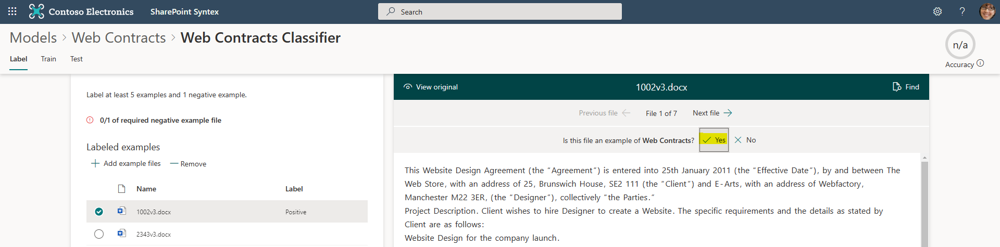 Contoso Electronics SharePoint Syntex Search
Models > Web Contracts > Web Contracts Classifier
n/a
Accuracy
Label Train Test
Label at least 5 examples and 1 negative example.
0/1 of required negative example file
Labeled examples
Add example files Remove
Name Label
1002v3.docx Positive
2343v3.docx
View original 1002v3.docx Find
Previous file File 1 of 7 Next file
Is this file an example of Web Contracts? Yes No
This Website Design Agreement (the “Agreement”) is entered into 25th January 2011 (the “Effective Date”), by and between The
Web Store, with an address of 25, Brunswich House, SE2 111 (the “Client”) and E-Arts, with an address of Webfactory,
Manchester M22 3ER, (the “Designer”), collectively “the Parties.”
Project Description. Client wishes to hire Designer to create a Website. The specific requirements and the details as stated by
Client are as follows:
Website Design for the company launch.